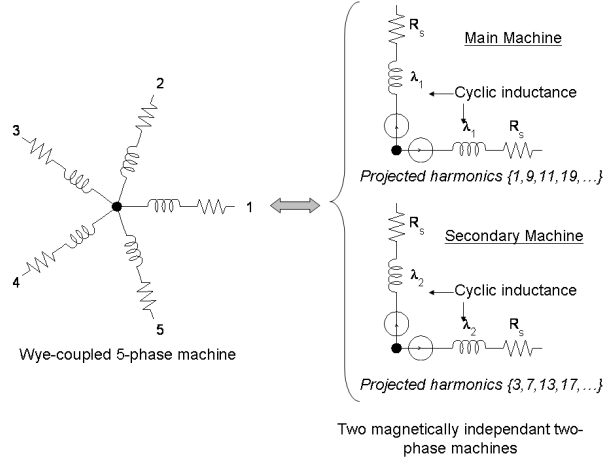 1
2
3
4
5
Wye-coupled 5-phase machine
Main Machine
Rs
λ1
Cyclic inductance
λ1
Rs
Projected harmonics {1,9,11,19,…}
Secondary Machine
Rs
λ2
Cyclic inductance
λ2
Rs
Projected harmonics {3,7,13,17,…}
Two magnetically independant two-
phase machines